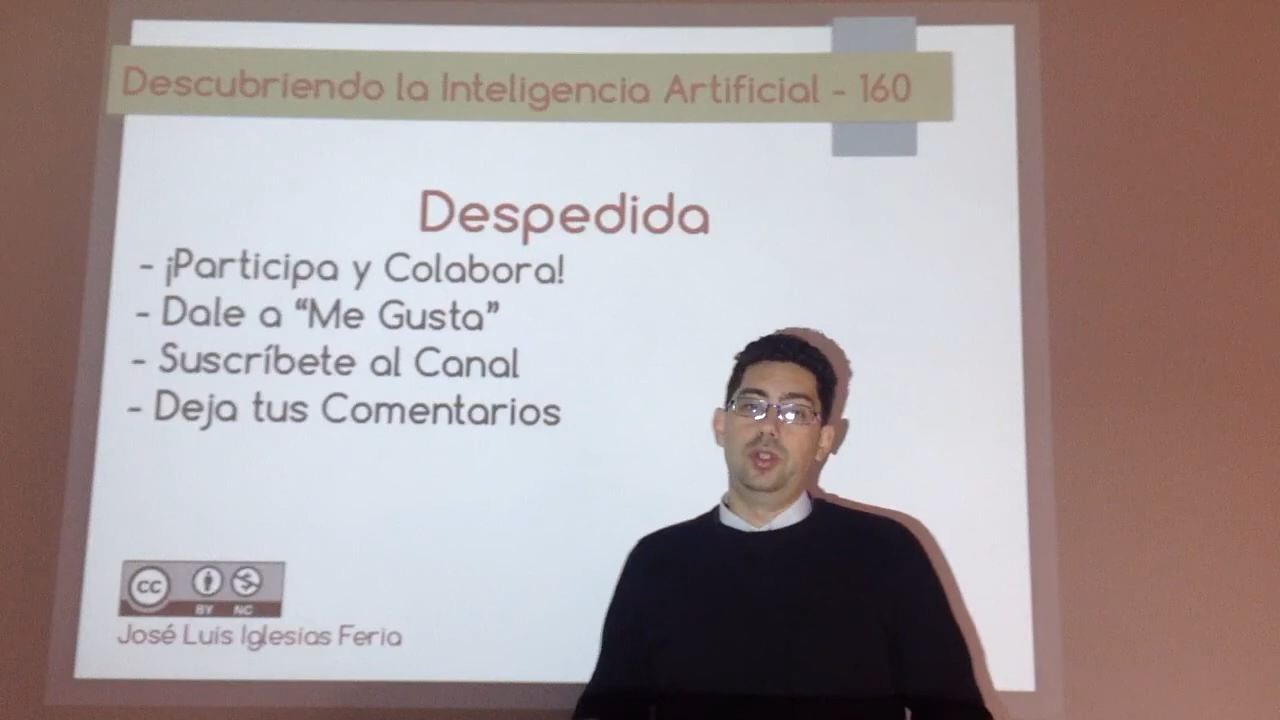 Descubriendo la Inteligencia Artificial - 160
Despedida
- ¡Participa y Colabora!
- Dale a “Me Gusta”
- Suscríbete al Canal
- Deja tus Comentarios
cc
BY NC
José Luis Iglesias Feria